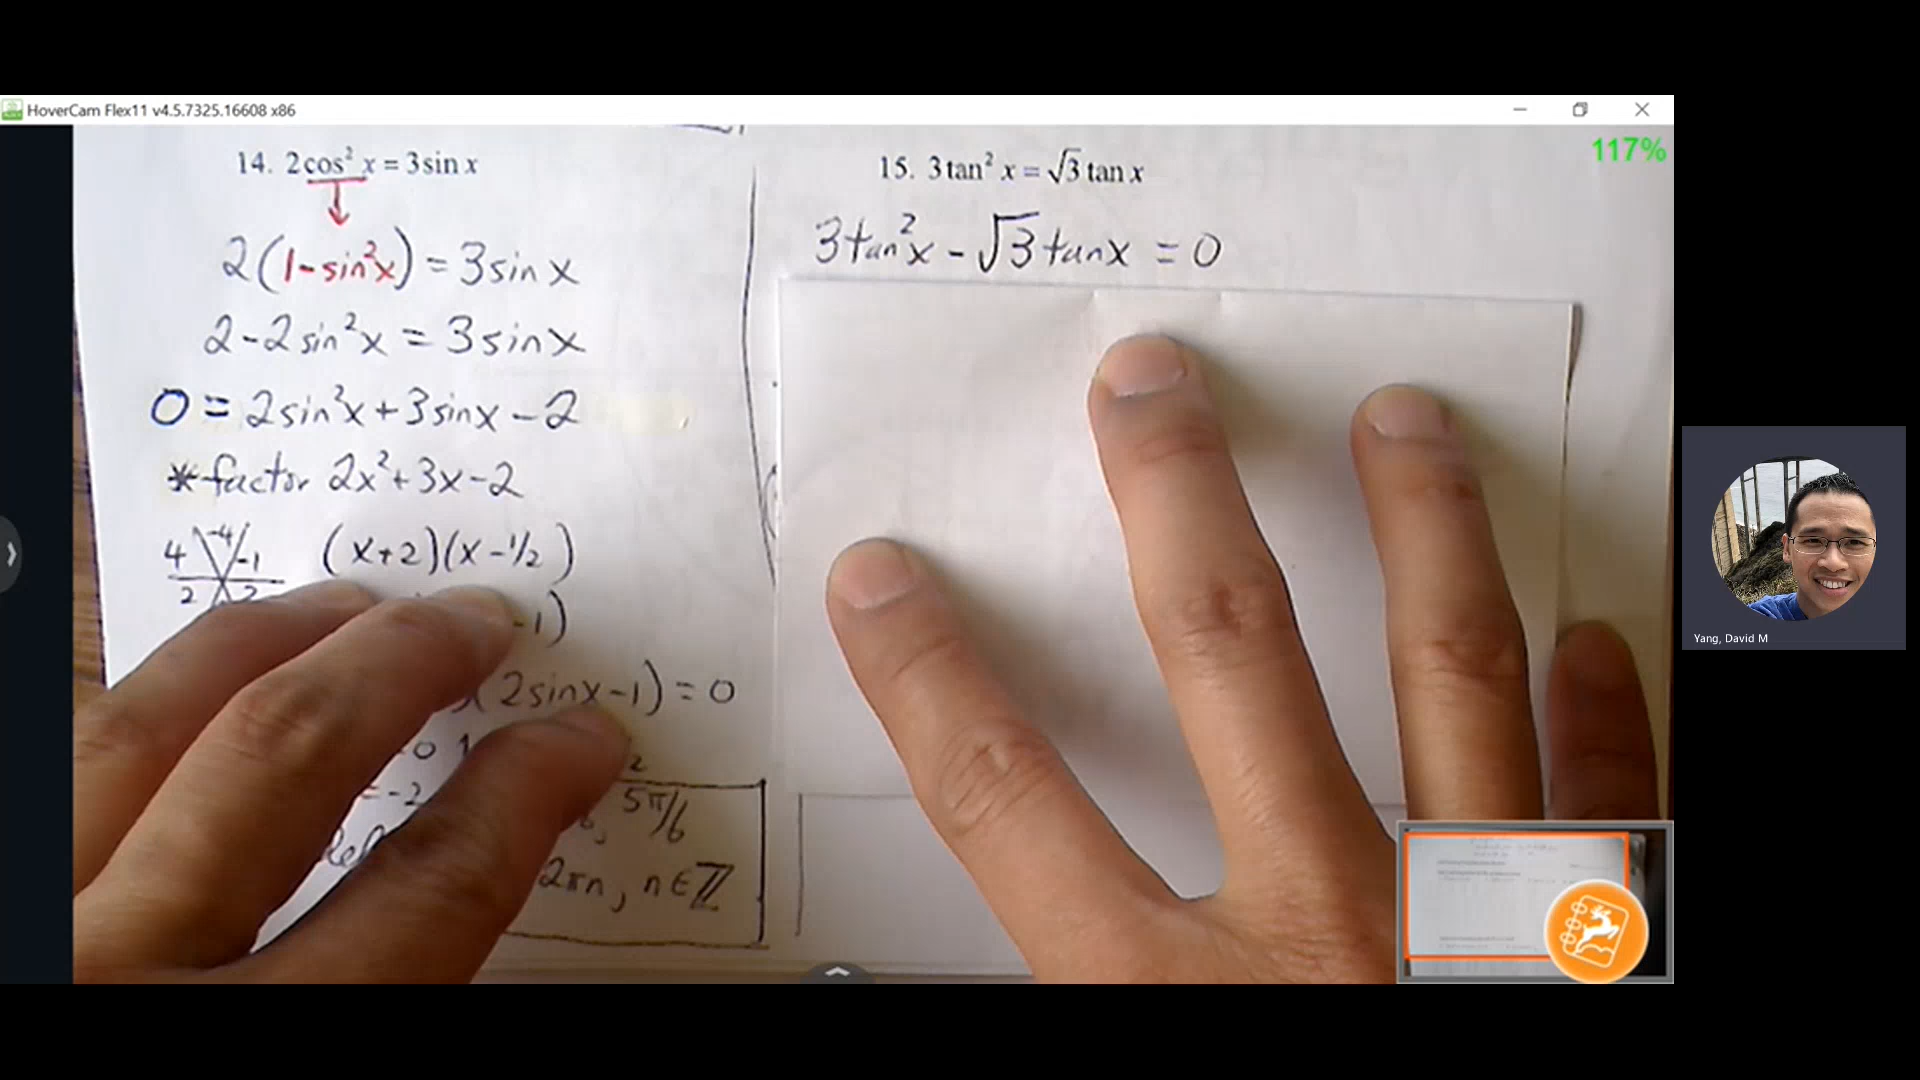 HoverCam Flex11 v4.5.7325.16608 x86
117%
14. 2cos² x = 3sin x
2(1-sin²x) = 3sin x
2-2sin²x = 3sinx
0 = 2sin²x+3sinx-2
*factor 2x²+3x-2
4 -4 -1 (x+2)(x-1/2)
2 2
-1)
(2sinx-1)=0
=-2
5π/6
2πn, n∈ℤ
15. 3tan² x = √3 tan x
3tan²x - √3 tanx = 0
Yang, David M